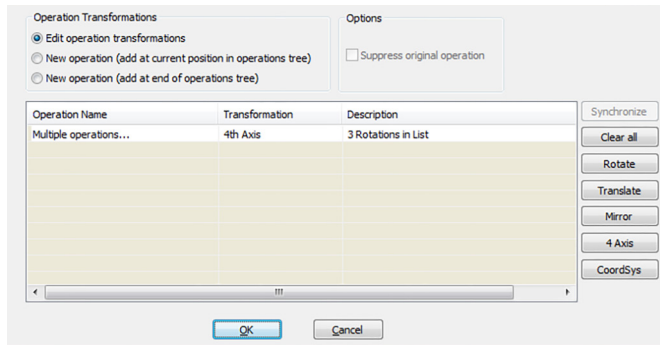 Operation Transformations
Options
Edit operation transformations
New operation (add at current position in operations tree)
Suppress original operation
New operation (add at end of operations tree)
Operation Name Transformation Description
Synchronize
Multiple operations... 4th Axis 3 Rotations in List
Clear all
Rotate
Translate
Mirror
4 Axis
CoordSys
OK Cancel